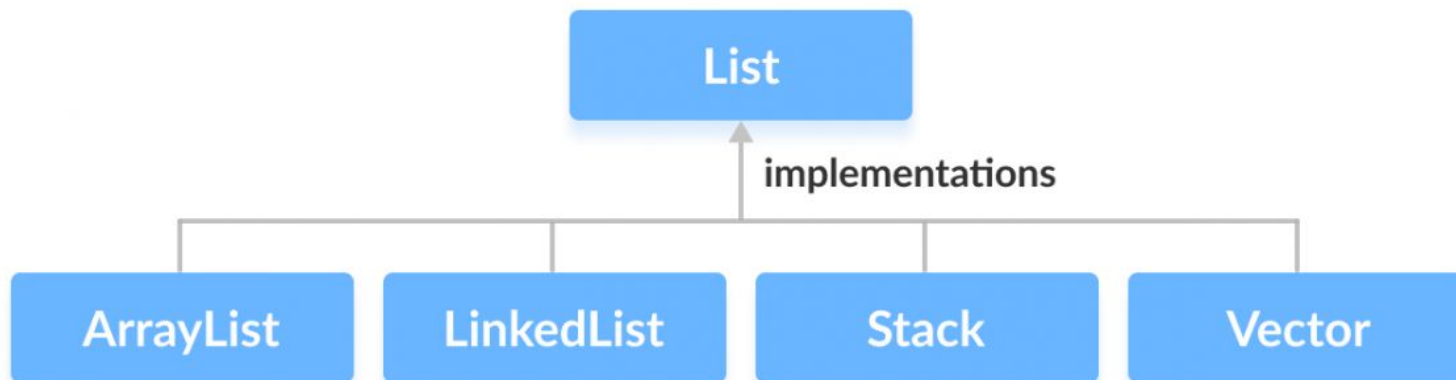 List
implementations
ArrayList
LinkedList
Stack
Vector